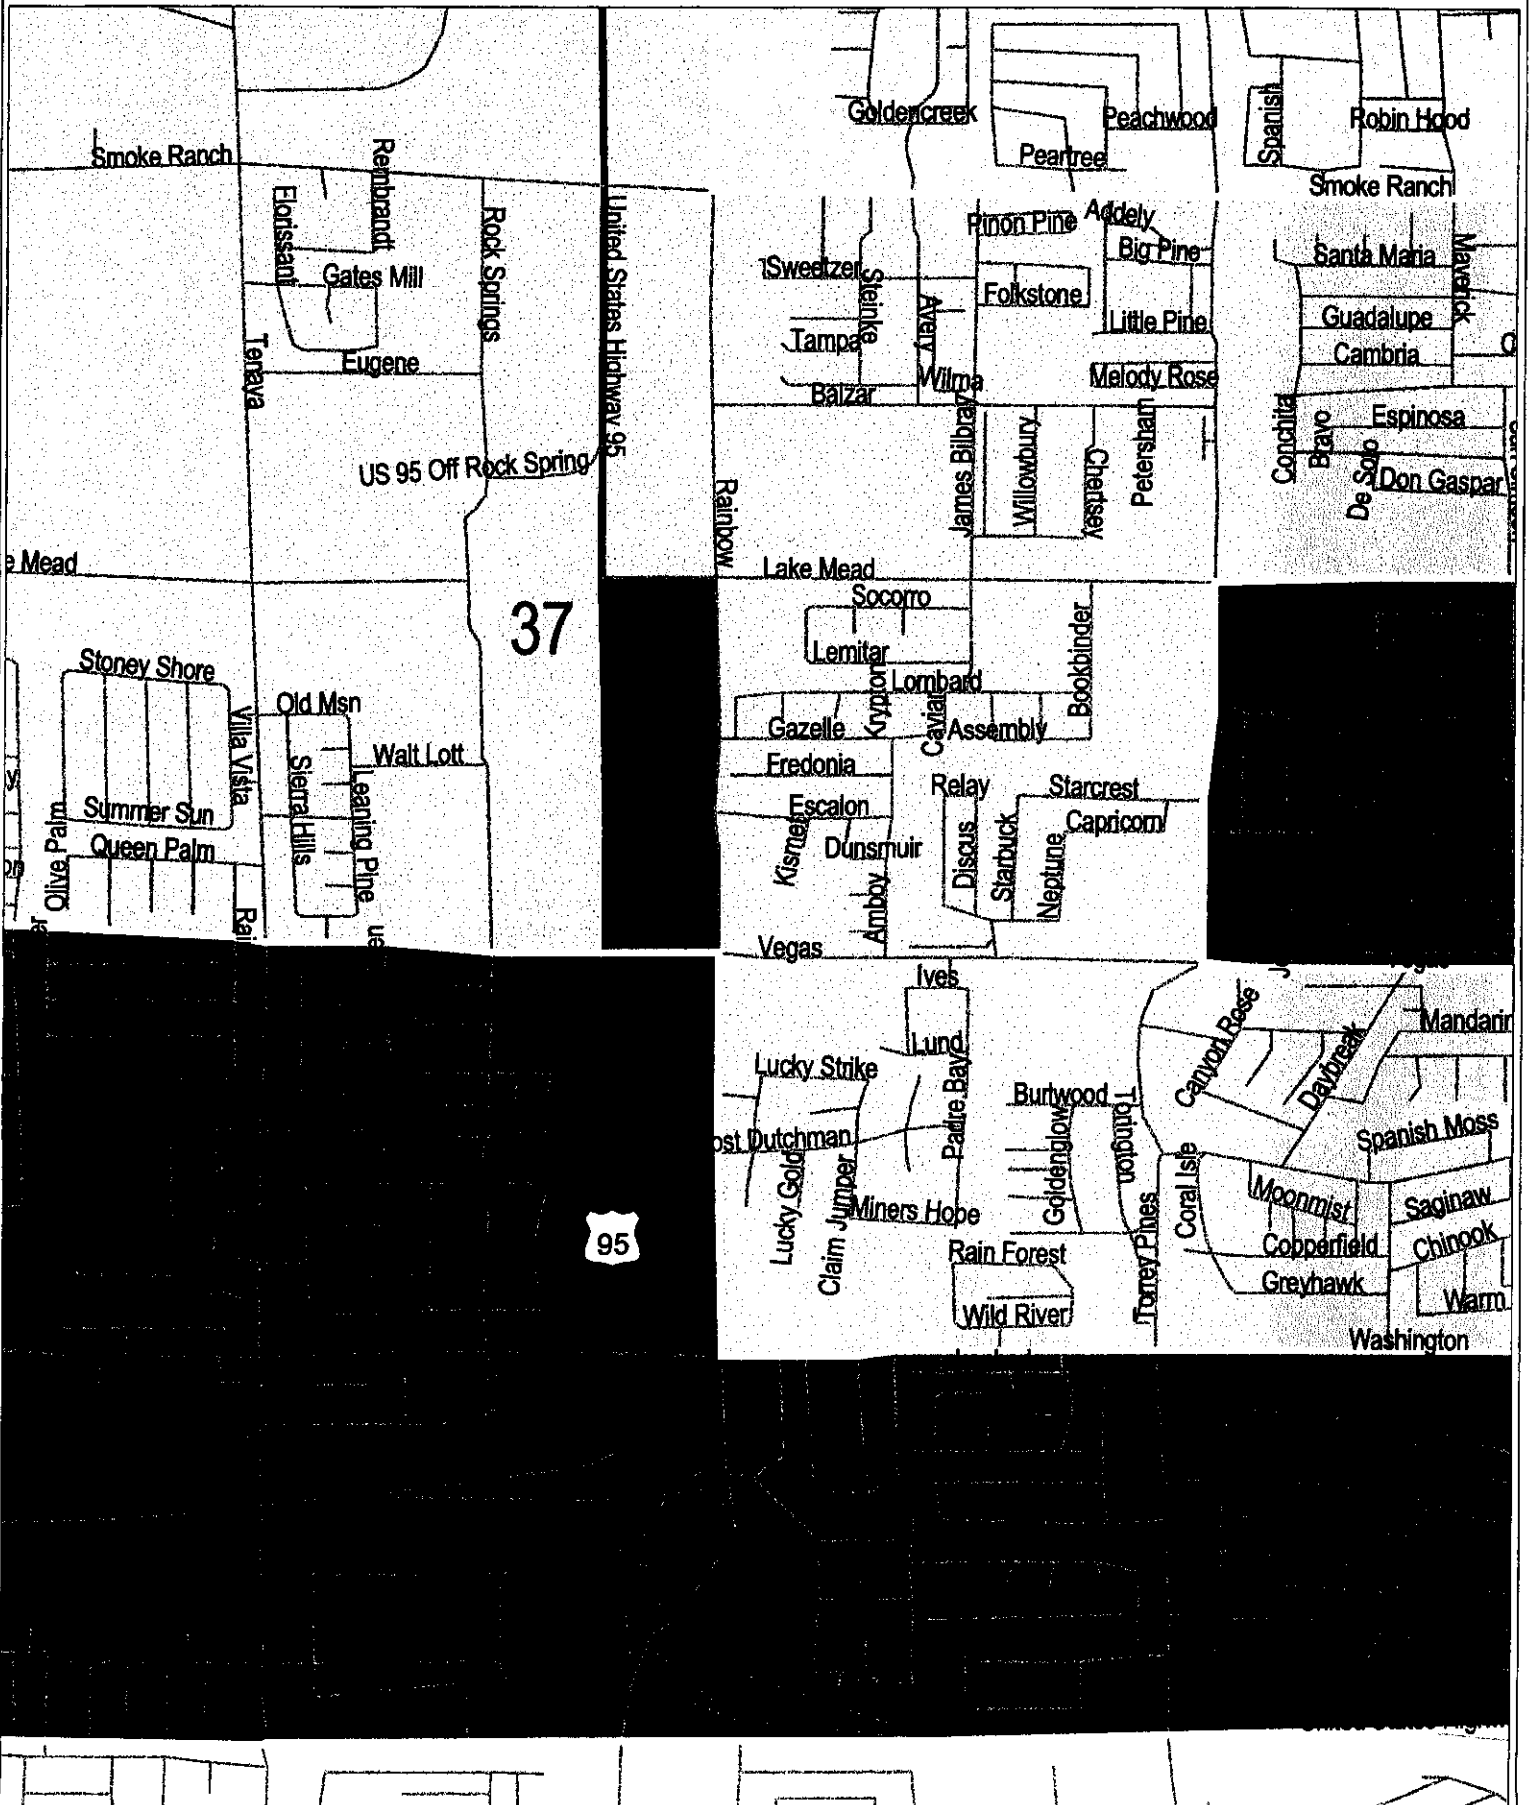 Goldencreek
Peachwood
Spanish
Robin Hood
Smoke Ranch
Rembrandt
Peartree
Smoke Ranch
Florissant
Rock Springs
United States Highway 95
Pinon Pine
Addely
Big Pine
Santa Maria
Maverick
Gates Mill
Sweetzer
Steinke
Avery
Folkstone
Little Pine
Guadalupe
Tenaya
Eugene
Tampa
Cambria
Wilma
Melody Rose
Balzar
Conchita
Bravo
Espinosa
James Bilbray
Willowbury
Chertsey
Petersham
US 95 Off Rock Spring
De Soto
Don Gaspar
Rainbow
e Mead
Lake Mead
37
Socorro
Bookbinder
Lemitar
Stoney Shore
Lombard
Krypton
Caviar
Old Msn
Villa Vista
Gazelle
Assembly
Walt Lott
Sierra Hills
Leaning Pine
Fredonia
Relay
Starcrest
Summer Sun
Escalon
Kismet
Capricorn
Olive Palm
Queen Palm
Dunsmuir
Discus
Starbuck
Neptune
Amboy
Rai
er
ue
Vegas
Ives
Canyon Rose
Mandarin
Lund
Padre Bay
Daybreak
Lucky Strike
Burlwood
Torington
ost Dutchman
Goldenglow
Spanish Moss
Lucky Gold
Claim Jumper
Coral Isle
Moonmist
Saginaw
Miners Hope
Torrey Pines
95
Rain Forest
Copperfield
Chinook
Greyhawk
Wild River
Warm
Washington